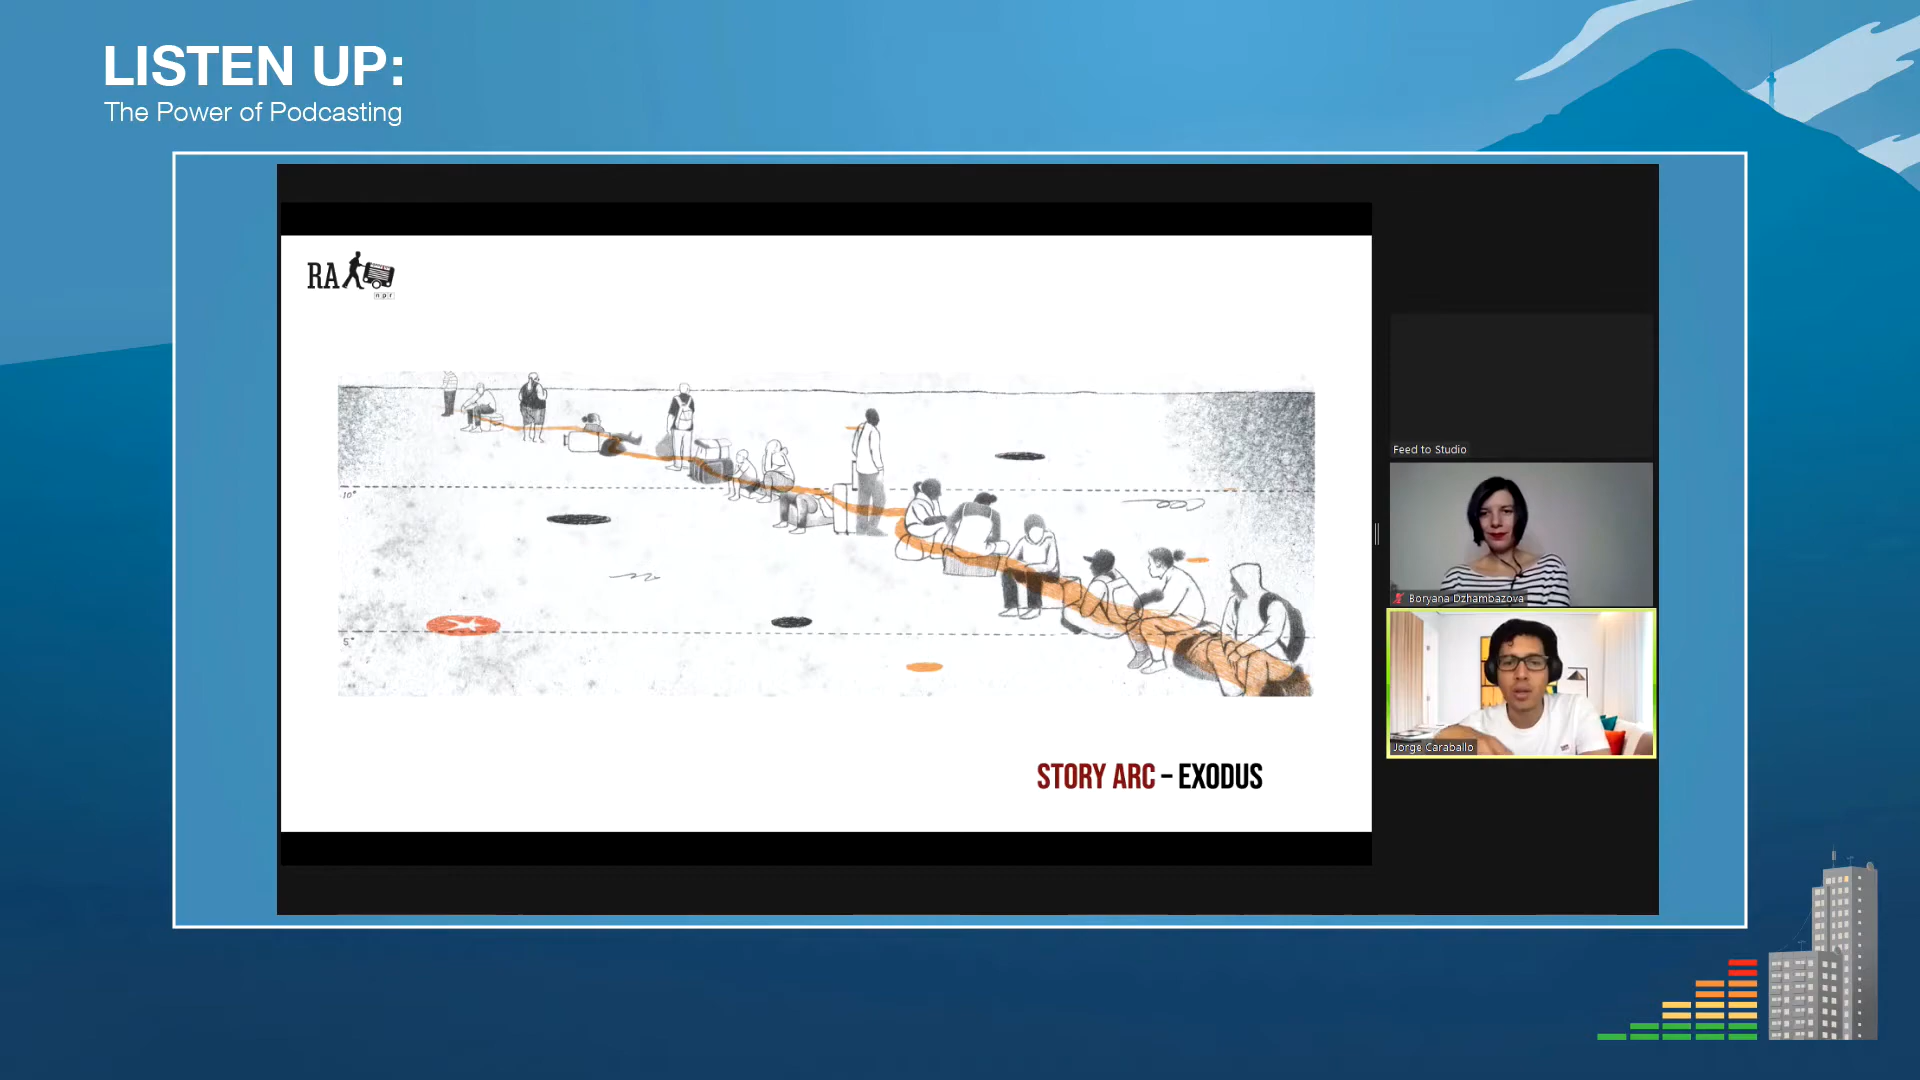 LISTEN UP:
The Power of Podcasting
RA
npr
10°
5°
STORY ARC – EXODUS
Feed to Studio
Boryana Dzhambazova
Jorge Caraballo